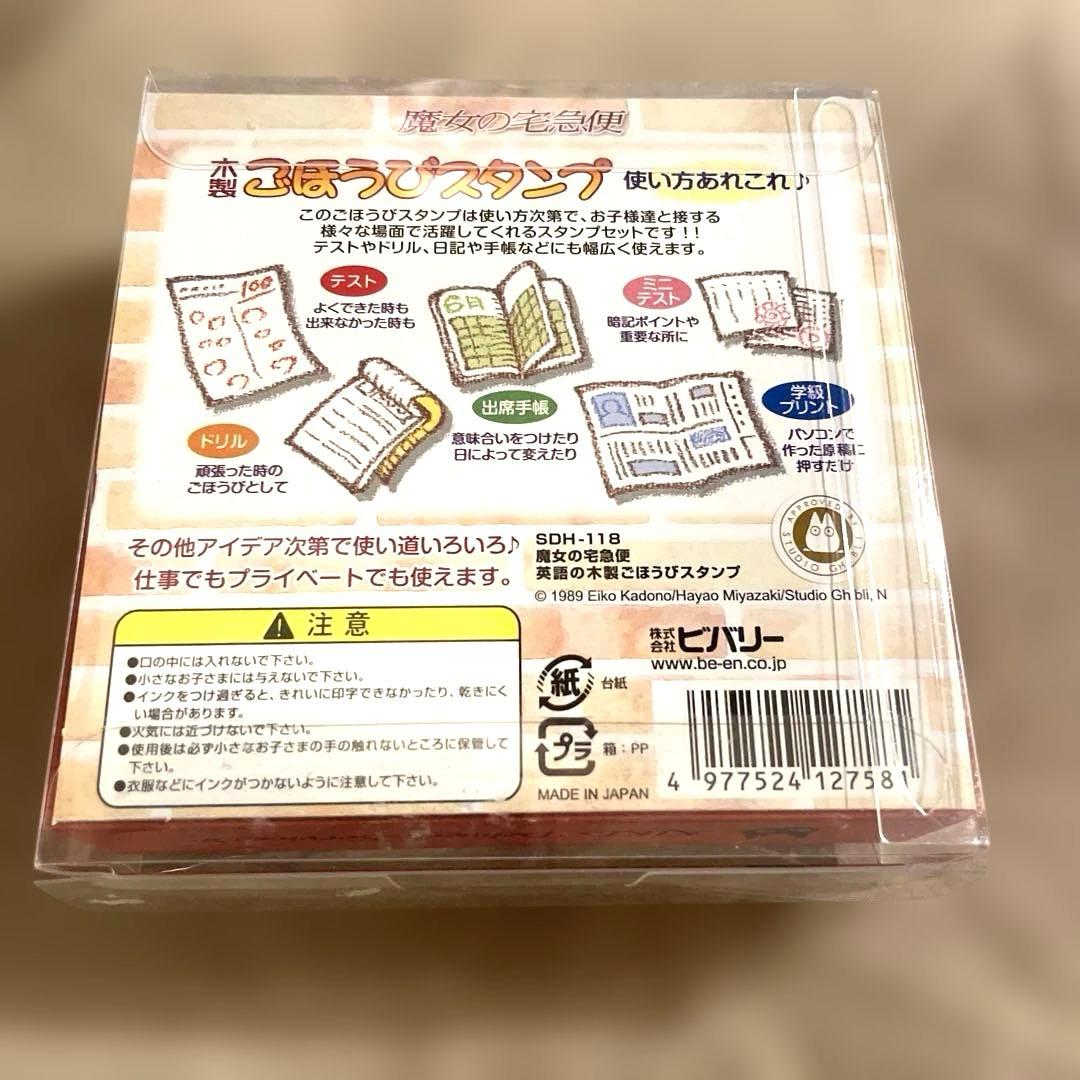 魔女の宅急便
木製 ごほうびスタンプ 使い方あれこれ♪
このごほうびスタンプは使い方次第で、お子様達と接する
様々な場面で活躍してくれるスタンプセットです!!
テストやドリル、日記や手帳などにも幅広く使えます。
テスト
よくできた時も
出来なかった時も
100
6月
ミニ
テスト
暗記ポイントや
重要な所に
ドリル
頑張った時の
ごほうびとして
出席手帳
意味合いをつけたり
日によって変えたり
学級
プリント
パソコンで
作った原稿に
押すだけ
その他アイデア次第で使い道いろいろ♪
仕事でもプライベートでも使えます。
SDH-118
魔女の宅急便
英語の木製ごほうびスタンプ
© 1989 Eiko Kadono/Hayao Miyazaki/Studio Ghibli, N
APPROVED BY
STUDIO GHIBLI
注意
●口の中には入れないで下さい。
●小さなお子さまには与えないで下さい。
●インクをつけ過ぎると、きれいに印字できなかったり、乾きにく
い場合があります。
●火気には近づけないで下さい。
●使用後は必ず小さなお子さまの手の触れないところに保管して
下さい。
●衣服などにインクがつかないように注意して下さい。
株式会社 ビバリー
www.be-en.co.jp
紙 台紙
プラ 箱:PP
MADE IN JAPAN
4 977524 127581